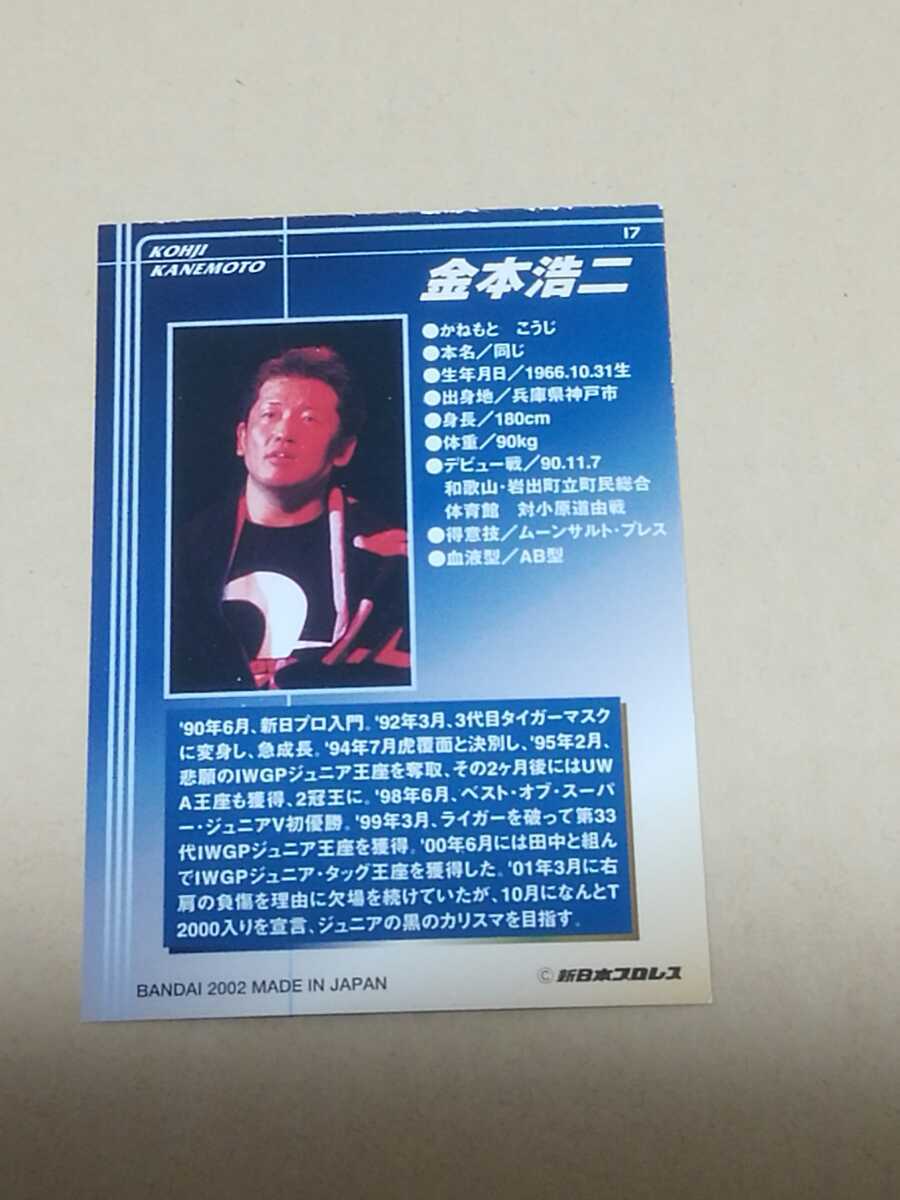 17
KOHJI
KANEMOTO
金本浩二
●かねもと こうじ
●本名／同じ
●生年月日／1966.10.31生
●出身地／兵庫県神戸市
●身長／180cm
●体重／90kg
●デビュー戦／90.11.7
和歌山・岩出町立町民総合
体育館 対小原道由戦
●得意技／ムーンサルト・プレス
●血液型／AB型
'90年6月、新日プロ入門。'92年3月、3代目タイガーマスク
に変身し、急成長。'94年7月虎覆面と決別し、'95年2月、
悲願のIWGPジュニア王座を奪取、その2ヶ月後にはUW
A王座も獲得、2冠王に。'98年6月、ベスト・オブ・スーパ
ー・ジュニアV初優勝。'99年3月、ライガーを破って第33
代IWGPジュニア王座を獲得。'00年6月には田中と組ん
でIWGPジュニア・タッグ王座を獲得した。'01年3月に右
肩の負傷を理由に欠場を続けていたが、10月になんとT
2000入りを宣言、ジュニアの黒のカリスマを目指す。
BANDAI 2002 MADE IN JAPAN
©新日本プロレス